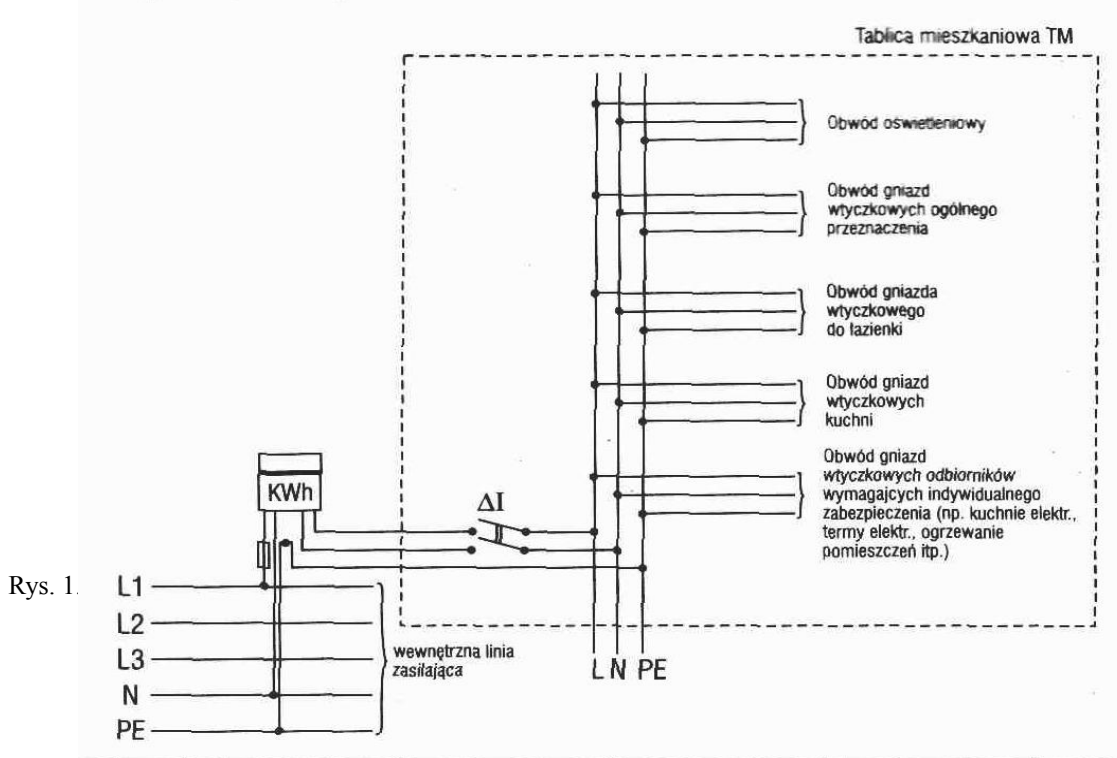 Tablica mieszkaniowa TM
Obwód oświetleniowy
Obwód gniazd
wtyczkowych ogólnego
przeznaczenia
Obwód gniazda
wtyczkowego
do łazienki
Obwód gniazd
wtyczkowych
kuchni
Obwód gniazd
wtyczkowych odbiorników
wymagajcych indywidualnego
zabezpieczenia (np. kuchnie elektr.,
termy elektr., ogrzewanie
pomieszczeń itp.)
KWh
ΔI
Rys. 1.
L1
L2
L3
N
PE
wewnętrzna linia
zasilająca
L N PE